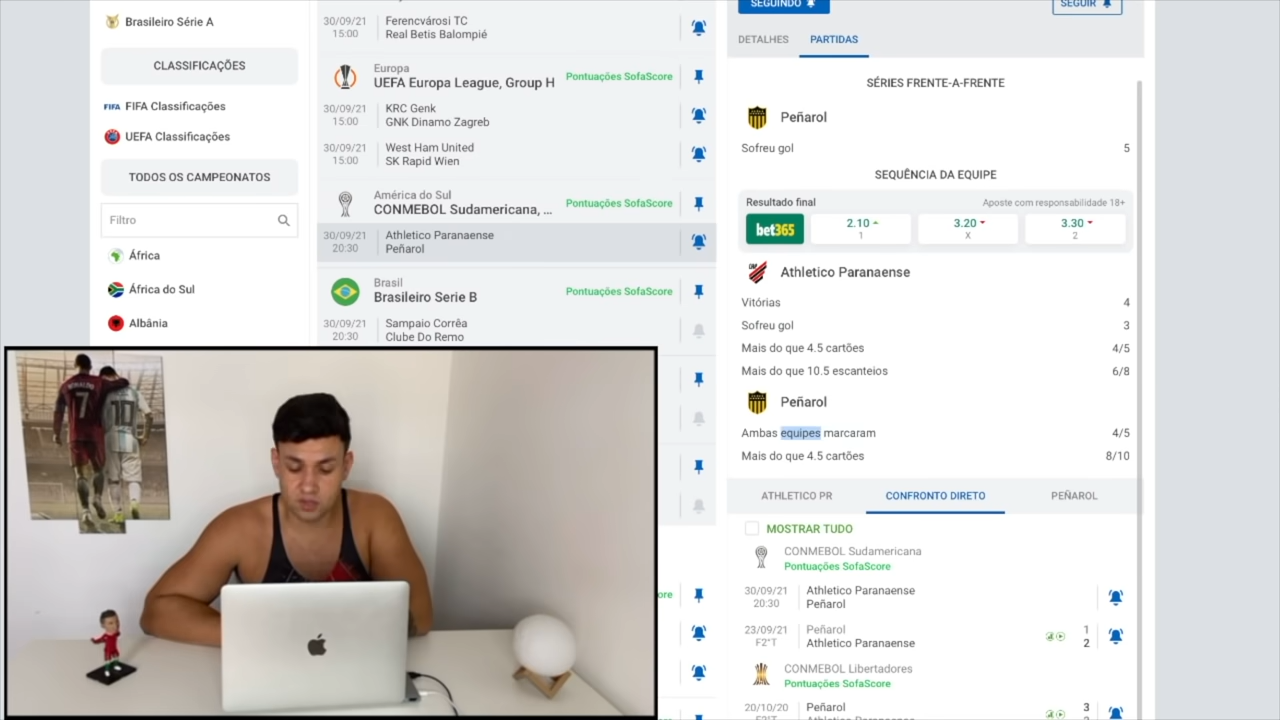 Brasileiro Série A
CLASSIFICAÇÕES
FIFA FIFA Classificações
UEFA Classificações
TODOS OS CAMPEONATOS
Filtro
África
África do Sul
Albânia
30/09/21
15:00
Ferencvárosi TC
Real Betis Balompié
Europa
UEFA Europa League, Group H
Pontuações SofaScore
30/09/21
15:00
KRC Genk
GNK Dinamo Zagreb
30/09/21
15:00
West Ham United
SK Rapid Wien
América do Sul
CONMEBOL Sudamericana, ...
Pontuações SofaScore
30/09/21
20:30
Athletico Paranaense
Peñarol
Brasil
Brasileiro Serie B
Pontuações SofaScore
30/09/21
20:30
Sampaio Corrêa
Clube Do Remo
ore
RONALDO
7
10
SEGUINDO
SEGUIR
DETALHES
PARTIDAS
SÉRIES FRENTE-A-FRENTE
Peñarol
Sofreu gol 5
SEQUÊNCIA DA EQUIPE
Resultado final
Aposte com responsabilidade 18+
bet365
2.10
1
3.20
X
3.30
2
Athletico Paranaense
Vitórias 4
Sofreu gol 3
Mais do que 4.5 cartões 4/5
Mais do que 10.5 escanteios 6/8
Peñarol
Ambas equipes marcaram 4/5
Mais do que 4.5 cartões 8/10
ATHLETICO PR
CONFRONTO DIRETO
PEÑAROL
MOSTRAR TUDO
CONMEBOL Sudamericana
Pontuações SofaScore
30/09/21
20:30
Athletico Paranaense
Peñarol
23/09/21
F2°T
Peñarol 1
Athletico Paranaense 2
CONMEBOL Libertadores
Pontuações SofaScore
20/10/20
Peñarol 3